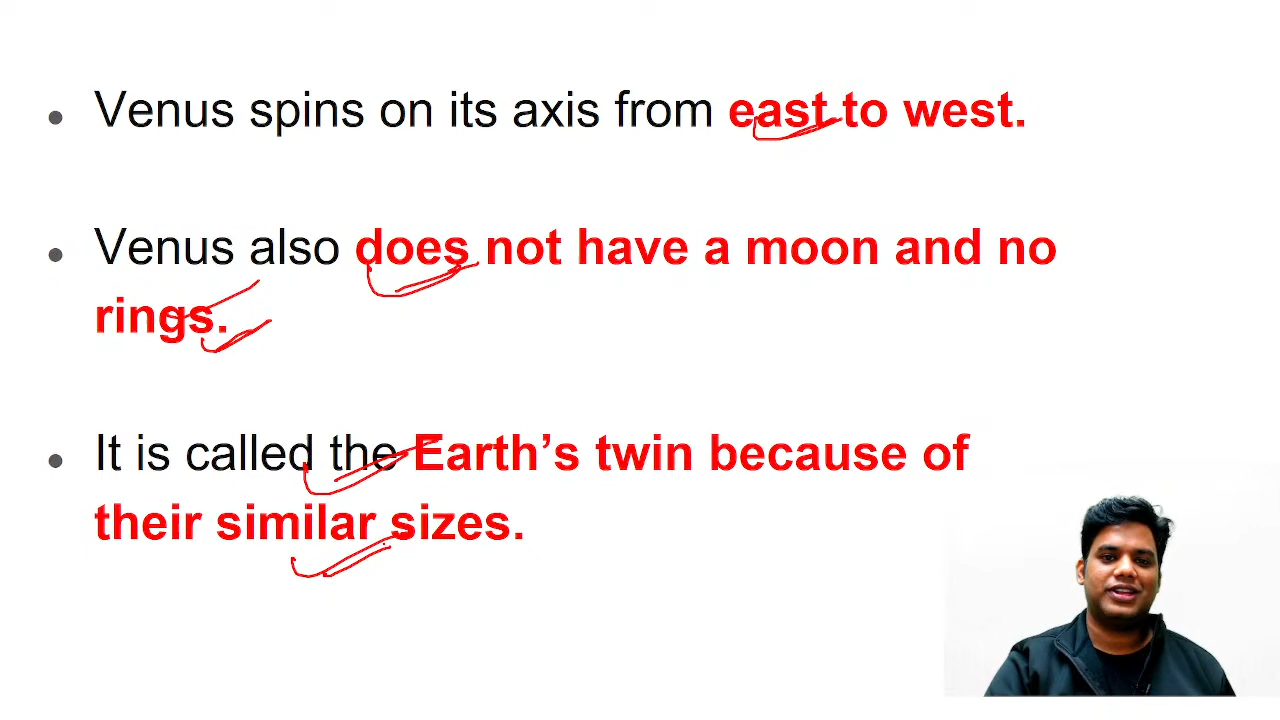 Venus spins on its axis from east to west.
Venus also does not have a moon and no
rings.
It is called the Earth’s twin because of
their similar sizes.